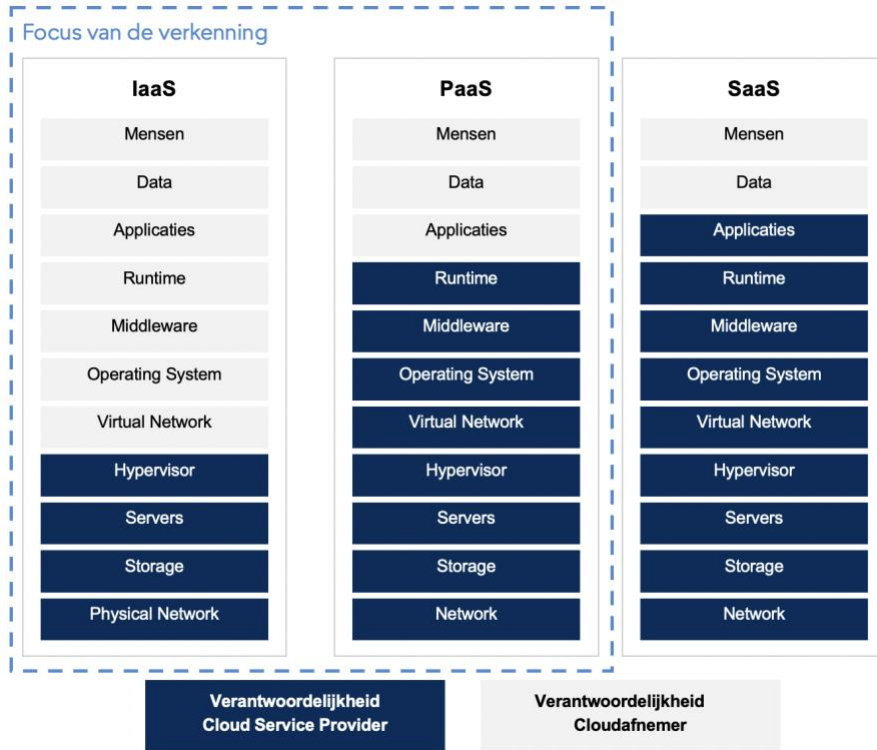 Focus van de verkenning
IaaS
Mensen
Data
Applicaties
Runtime
Middleware
Operating System
Virtual Network
Hypervisor
Servers
Storage
Physical Network
PaaS
Mensen
Data
Applicaties
Runtime
Middleware
Operating System
Virtual Network
Hypervisor
Servers
Storage
Network
SaaS
Mensen
Data
Applicaties
Runtime
Middleware
Operating System
Virtual Network
Hypervisor
Servers
Storage
Network
Verantwoordelijkheid
Cloud Service Provider
Verantwoordelijkheid
Cloudafnemer